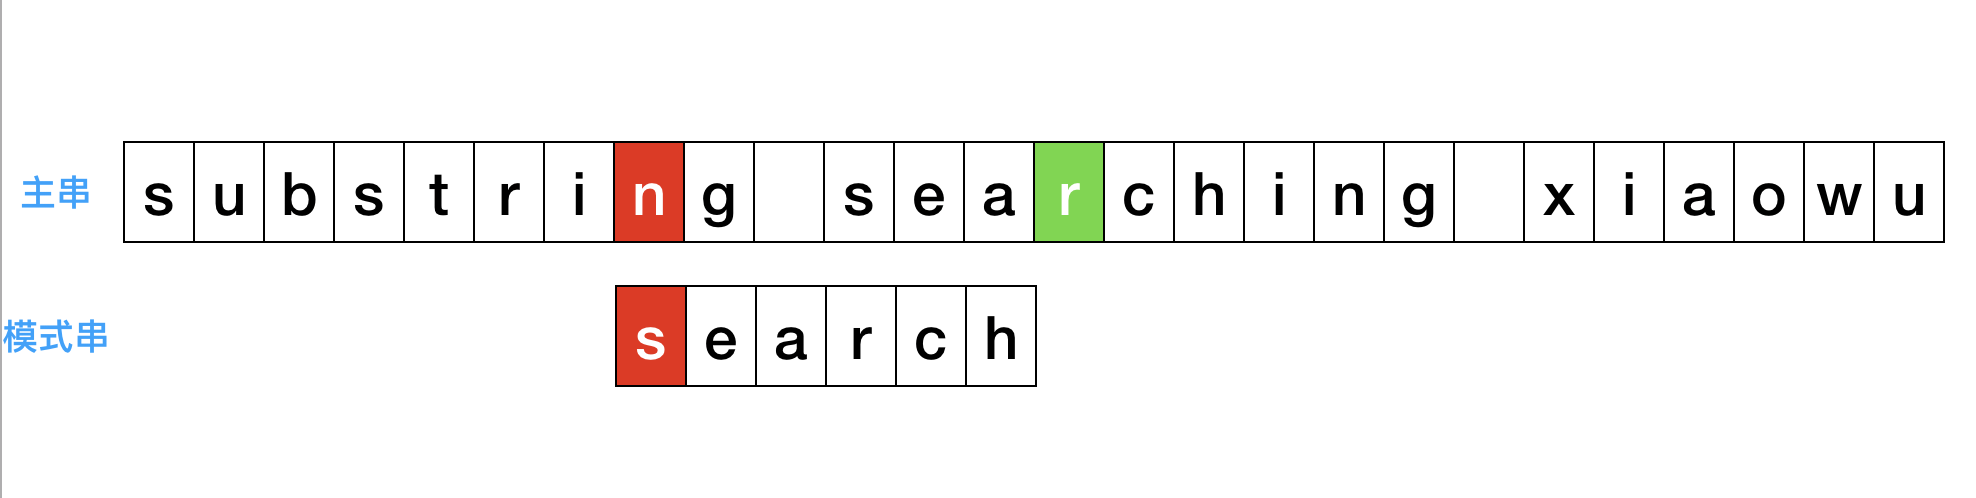 主串 s u b s t r i n g s e a r c h i n g x i a o w u
模式串 s e a r c h